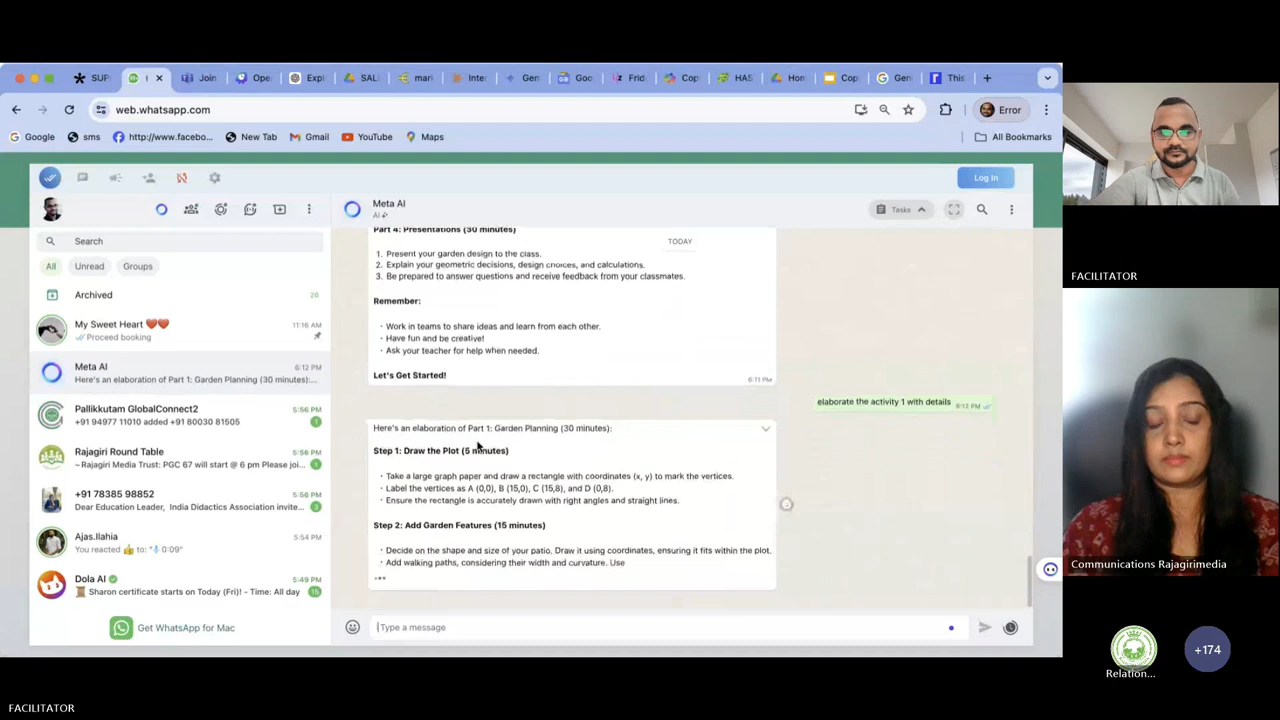 SUP
Join
Ope
Expl
SAL
mari
Inter
Gen
Goo
Frid
Cop
HAS
Hon
Cop
Gen
This
web.whatsapp.com
Error
Google
sms
http://www.facebo...
New Tab
Gmail
YouTube
Maps
All Bookmarks
Log in
Search
All
Unread
Groups
Archived
26
My Sweet Heart ❤️❤️
11:16 AM
Proceed booking
Meta AI
6:12 PM
Here's an elaboration of Part 1: Garden Planning (30 minutes):...
Pallikkutam GlobalConnect2
5:56 PM
+91 94977 11010 added +91 80030 81505
1
Rajagiri Round Table
5:56 PM
~Rajagiri Media Trust: PGC 67 will start @ 6 pm Please joi...
1
+91 78385 98852
5:56 PM
Dear Education Leader, India Didactics Association invite...
3
Ajas.Ilahia
5:54 PM
You reacted 👍 to: "🎤 0:09"
Dola AI
5:49 PM
Sharon certificate starts on Today (Fri)! - Time: All day
15
Get WhatsApp for Mac
Meta AI
AI
Tasks
Part 4: Presentations (30 minutes)
TODAY
1. Present your garden design to the class.
2. Explain your geometric decisions, design choices, and calculations.
3. Be prepared to answer questions and receive feedback from your classmates.
Remember:
· Work in teams to share ideas and learn from each other.
· Have fun and be creative!
· Ask your teacher for help when needed.
Let's Get Started!
6:11 PM
elaborate the activity 1 with details
6:12 PM
Here's an elaboration of Part 1: Garden Planning (30 minutes):
Step 1: Draw the Plot (5 minutes)
· Take a large graph paper and draw a rectangle with coordinates (x, y) to mark the vertices.
· Label the vertices as A (0,0), B (15,0), C (15,8), and D (0,8).
· Ensure the rectangle is accurately drawn with right angles and straight lines.
Step 2: Add Garden Features (15 minutes)
· Decide on the shape and size of your patio. Draw it using coordinates, ensuring it fits within the plot.
· Add walking paths, considering their width and curvature. Use
Type a message
FACILITATOR
Communications Rajagirimedia
Relation...
+174
FACILITATOR